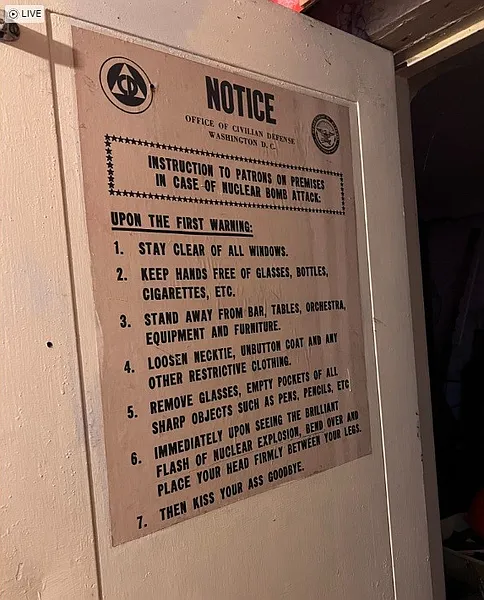 LIVE
NOTICE
OFFICE OF CIVILIAN DEFENSE
WASHINGTON D. C.
INSTRUCTION TO PATRONS ON PREMISES
IN CASE OF NUCLEAR BOMB ATTACK:
UPON THE FIRST WARNING:
1. STAY CLEAR OF ALL WINDOWS.
2. KEEP HANDS FREE OF GLASSES, BOTTLES,
CIGARETTES, ETC.
3. STAND AWAY FROM BAR, TABLES, ORCHESTRA,
EQUIPMENT AND FURNITURE.
4. LOOSEN NECKTIE, UNBUTTON COAT AND ANY
OTHER RESTRICTIVE CLOTHING.
5. REMOVE GLASSES, EMPTY POCKETS OF ALL
SHARP OBJECTS SUCH AS PENS, PENCILS, ETC
6. IMMEDIATELY UPON SEEING THE BRILLIANT
FLASH OF NUCLEAR EXPLOSION, BEND OVER AND
PLACE YOUR HEAD FIRMLY BETWEEN YOUR LEGS.
7. THEN KISS YOUR ASS GOODBYE.